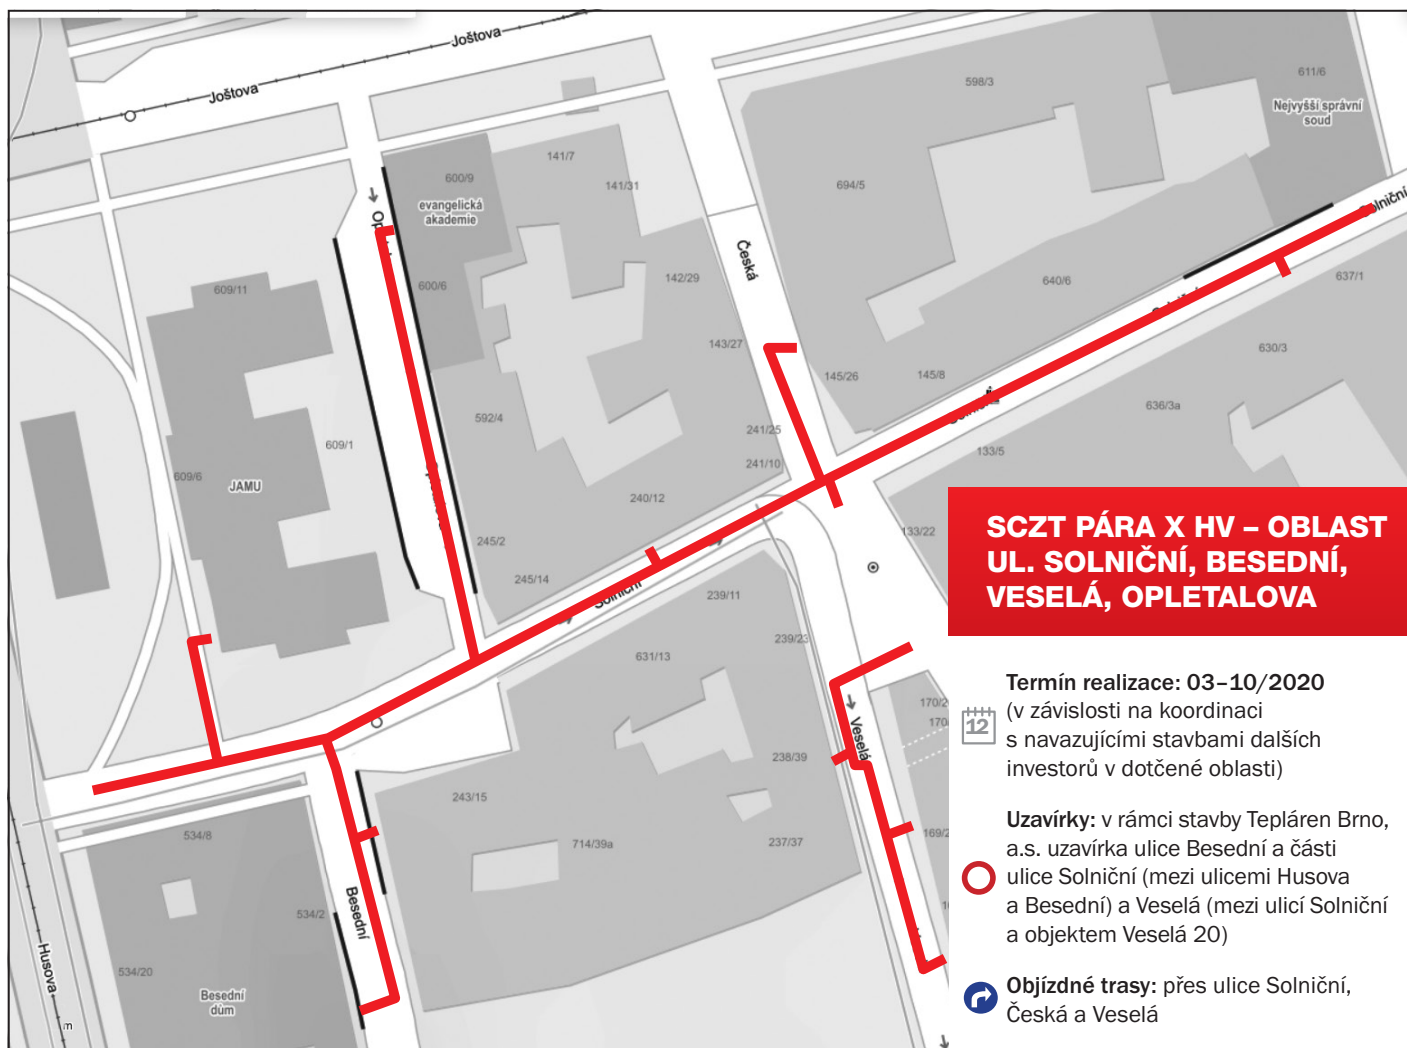 Joštova
Joštova
598/3
611/6
Nejvyšší správní
soud
141/7
600/9
141/31
694/5
evangelická
akademie
Solniční
Česká
142/29
637/1
609/11
600/6
640/6
143/27
630/3
145/26
145/8
636/3a
592/4
241/25
609/1
133/5
241/10
609/6
JAMU
240/12
133/22
245/2
245/14
Solniční
239/11
239/23
631/13
Veselá
238/39
243/15
534/8
714/39a
237/37
Besední
534/2
Husova
534/20
Besední
dům
SCZT PÁRA X HV – OBLAST
UL. SOLNIČNÍ, BESEDNÍ,
VESELÁ, OPLETALOVA
12
Termín realizace: 03–10/2020
(v závislosti na koordinaci
s navazujícími stavbami dalších
investorů v dotčené oblasti)
Uzavírky: v rámci stavby Tepláren Brno,
a.s. uzavírka ulice Besední a části
ulice Solniční (mezi ulicemi Husova
a Besední) a Veselá (mezi ulicí Solniční
a objektem Veselá 20)
Objízdné trasy: přes ulice Solniční,
Česká a Veselá